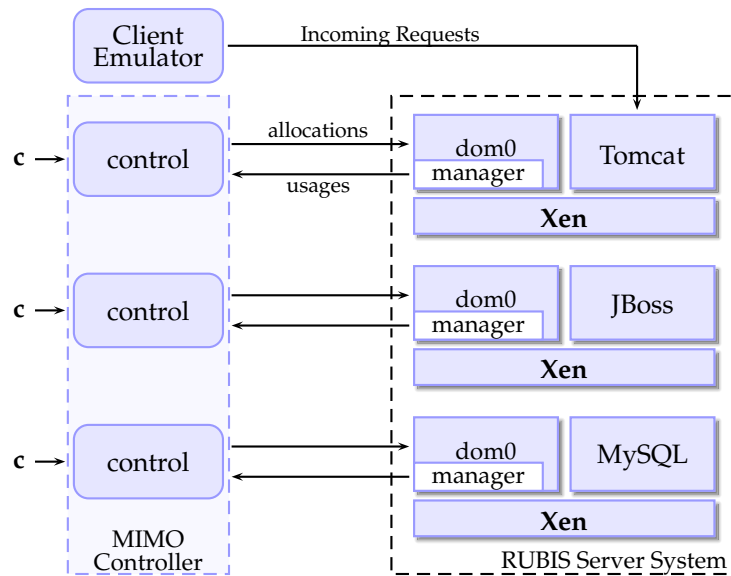 Client
Emulator
Incoming Requests
c
control
allocations
usages
dom0
manager
Tomcat
Xen
c
control
dom0
manager
JBoss
Xen
c
control
dom0
manager
MySQL
Xen
MIMO
Controller
RUBIS Server System